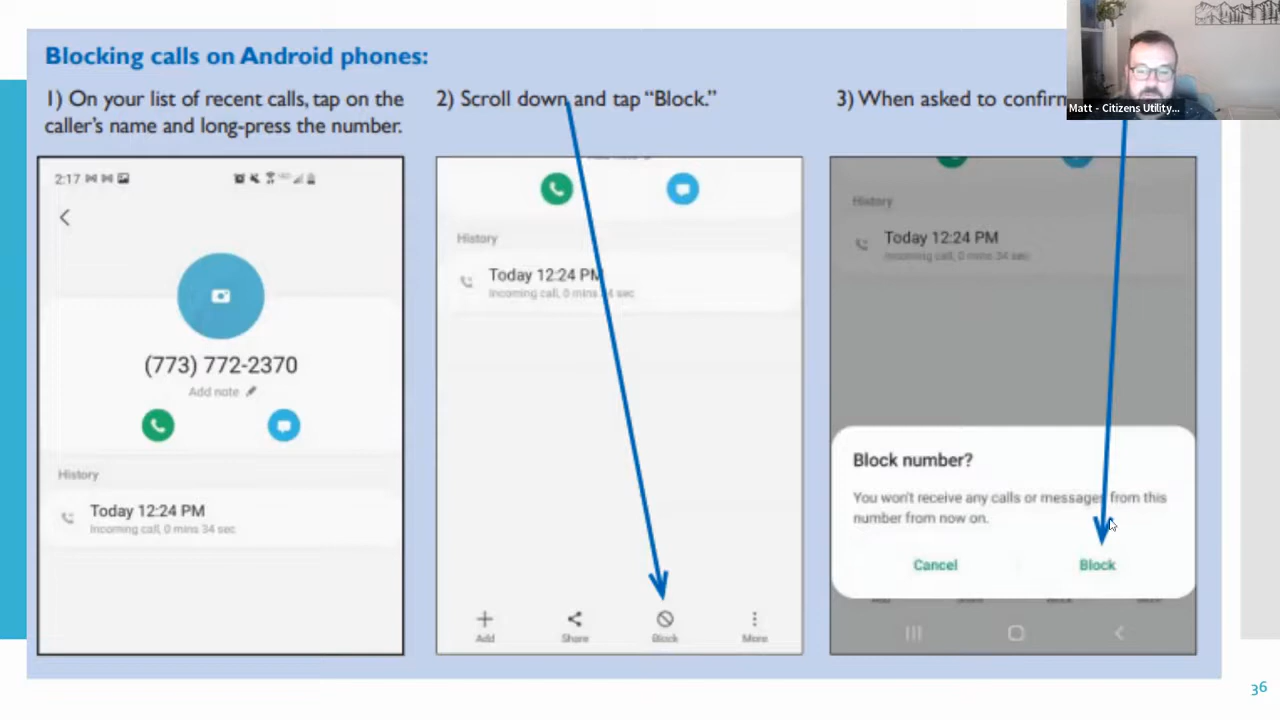 Blocking calls on Android phones:
1) On your list of recent calls, tap on the
caller's name and long-press the number.
2) Scroll down and tap “Block.”
3) When asked to confirm
Matt - Citizens Utility...
2:17
(773) 772-2370
Add note
History
Today 12:24 PM
Incoming call, 0 mins 34 sec
History
Today 12:24 PM
Incoming call, 0 mins 34 sec
Add
Share
Block
More
History
Today 12:24 PM
Incoming call, 0 mins 34 sec
Block number?
You won't receive any calls or messages from this
number from now on.
Cancel
Block
36